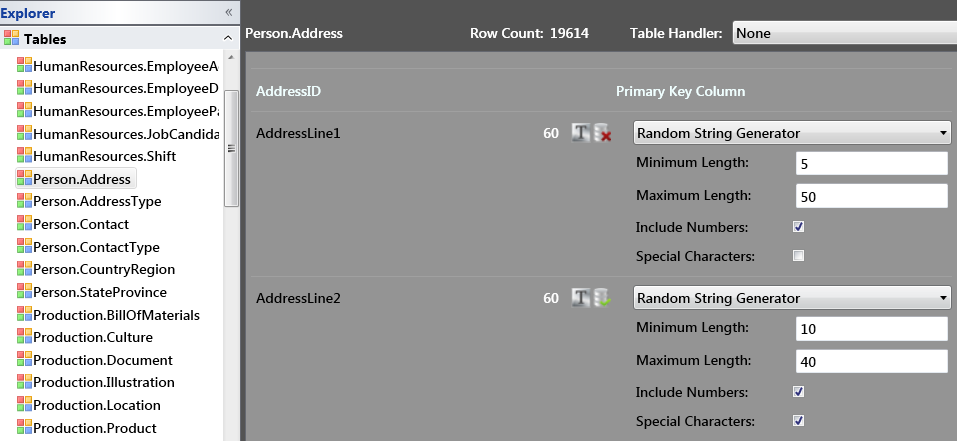 Explorer «
Tables
HumanResources.EmployeeA
HumanResources.EmployeeD
HumanResources.EmployeePa
HumanResources.JobCandida
HumanResources.Shift
Person.Address
Person.AddressType
Person.Contact
Person.ContactType
Person.CountryRegion
Person.StateProvince
Production.BillOfMaterials
Production.Culture
Production.Document
Production.Illustration
Production.Location
Production.Product
Person.Address Row Count: 19614 Table Handler: None
AddressID Primary Key Column
AddressLine1 60 T Random String Generator
Minimum Length: 5
Maximum Length: 50
Include Numbers:
Special Characters:
AddressLine2 60 T Random String Generator
Minimum Length: 10
Maximum Length: 40
Include Numbers:
Special Characters: